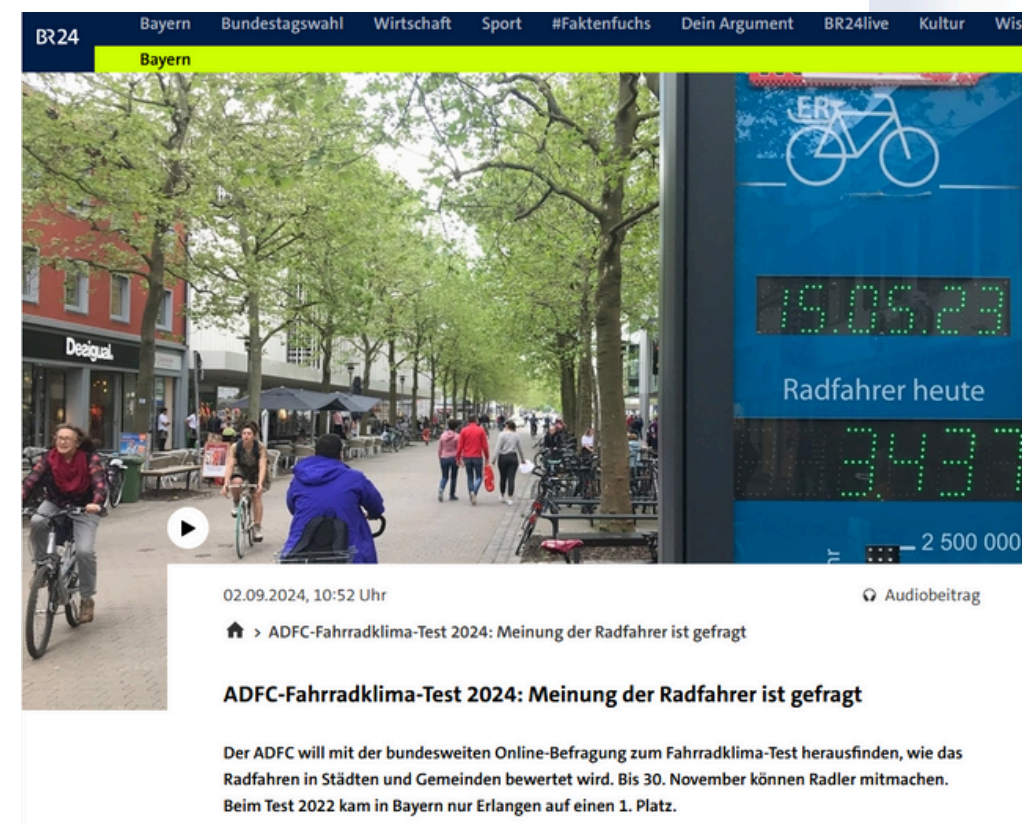 BR24
Bayern Bundestagswahl Wirtschaft Sport #Faktenfuchs Dein Argument BR24live Kultur Wis
Bayern
ER
15.05.23
Radfahrer heute
3.437
2 500 000
Desigual.
02.09.2024, 10:52 Uhr
Audiobeitrag
> ADFC-Fahrradklima-Test 2024: Meinung der Radfahrer ist gefragt
ADFC-Fahrradklima-Test 2024: Meinung der Radfahrer ist gefragt
Der ADFC will mit der bundesweiten Online-Befragung zum Fahrradklima-Test herausfinden, wie das
Radfahren in Städten und Gemeinden bewertet wird. Bis 30. November können Radler mitmachen.
Beim Test 2022 kam in Bayern nur Erlangen auf einen 1. Platz.